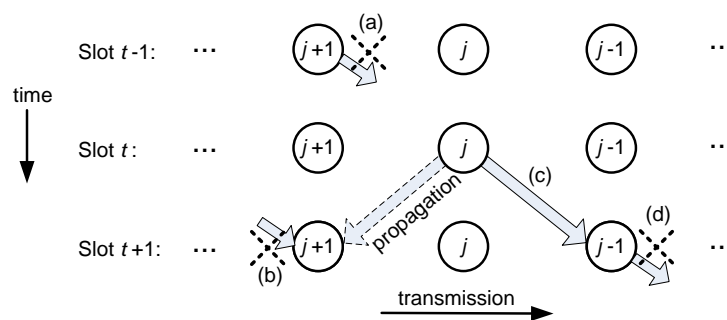 (a)
Slot t-1: ... j+1 j j-1 ..
time
Slot t: ... j+1 j j-1 ..
(c)
propagation
(d)
Slot t+1: ... j+1 j j-1 ..
(b)
transmission